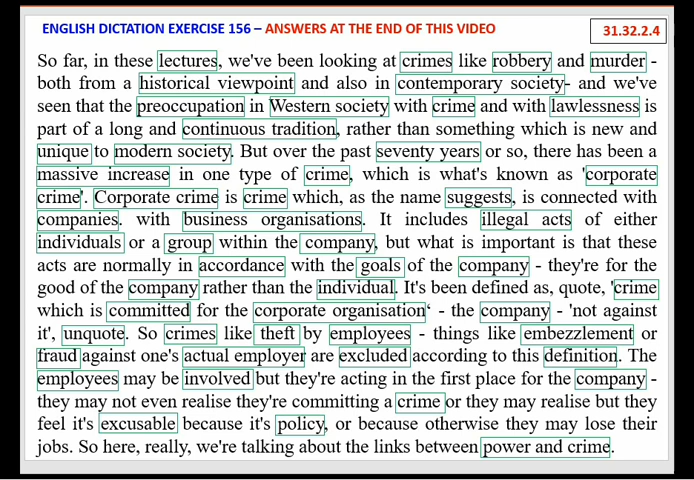 ENGLISH DICTATION EXERCISE 156 – ANSWERS AT THE END OF THIS VIDEO
31.32.2.4
So far, in these lectures, we've been looking at crimes like robbery and murder -
both from a historical viewpoint and also in contemporary society- and we've
seen that the preoccupation in Western society with crime and with lawlessness is
part of a long and continuous tradition, rather than something which is new and
unique to modern society. But over the past seventy years or so, there has been a
massive increase in one type of crime, which is what's known as 'corporate
crime'. Corporate crime is crime which, as the name suggests, is connected with
companies. with business organisations. It includes illegal acts of either
individuals or a group within the company, but what is important is that these
acts are normally in accordance with the goals of the company - they're for the
good of the company rather than the individual. It's been defined as, quote, 'crime
which is committed for the corporate organisation‘ - the company - 'not against
it', unquote. So crimes like theft by employees - things like embezzlement or
fraud against one's actual employer are excluded according to this definition. The
employees may be involved but they're acting in the first place for the company -
they may not even realise they're committing a crime or they may realise but they
feel it's excusable because it's policy, or because otherwise they may lose their
jobs. So here, really, we're talking about the links between power and crime.